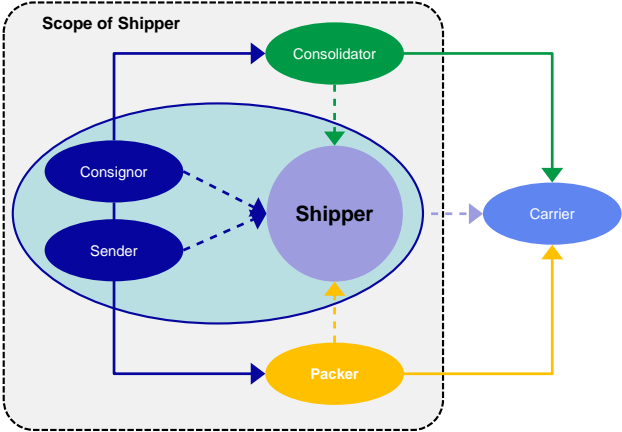 Scope of Shipper
Consolidator
Consignor
Shipper
Carrier
Sender
Packer